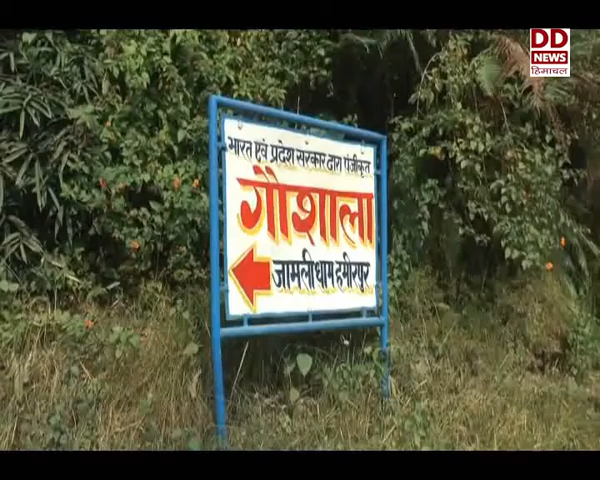 DD
NEWS
हिमाचल
भारत एवं प्रदेश सरकार द्वारा पंजीकृत
गौशाला
जामलीधाम हमीरपुर